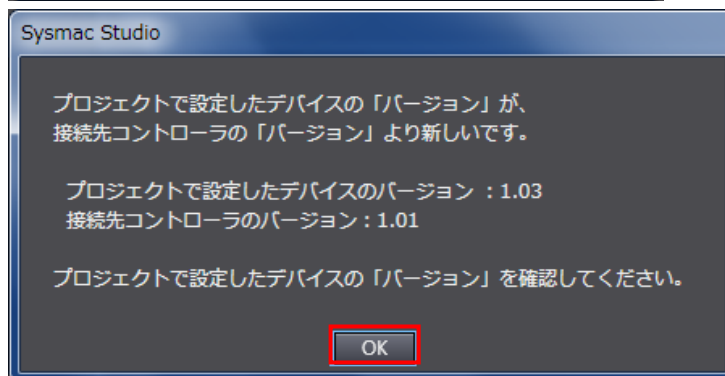 Sysmac Studio
プロジェクトで設定したデバイスの「バージョン」が、
接続先コントローラの「バージョン」より新しいです。
プロジェクトで設定したデバイスのバージョン ：1.03
接続先コントローラのバージョン：1.01
プロジェクトで設定したデバイスの「バージョン」を確認してください。
OK